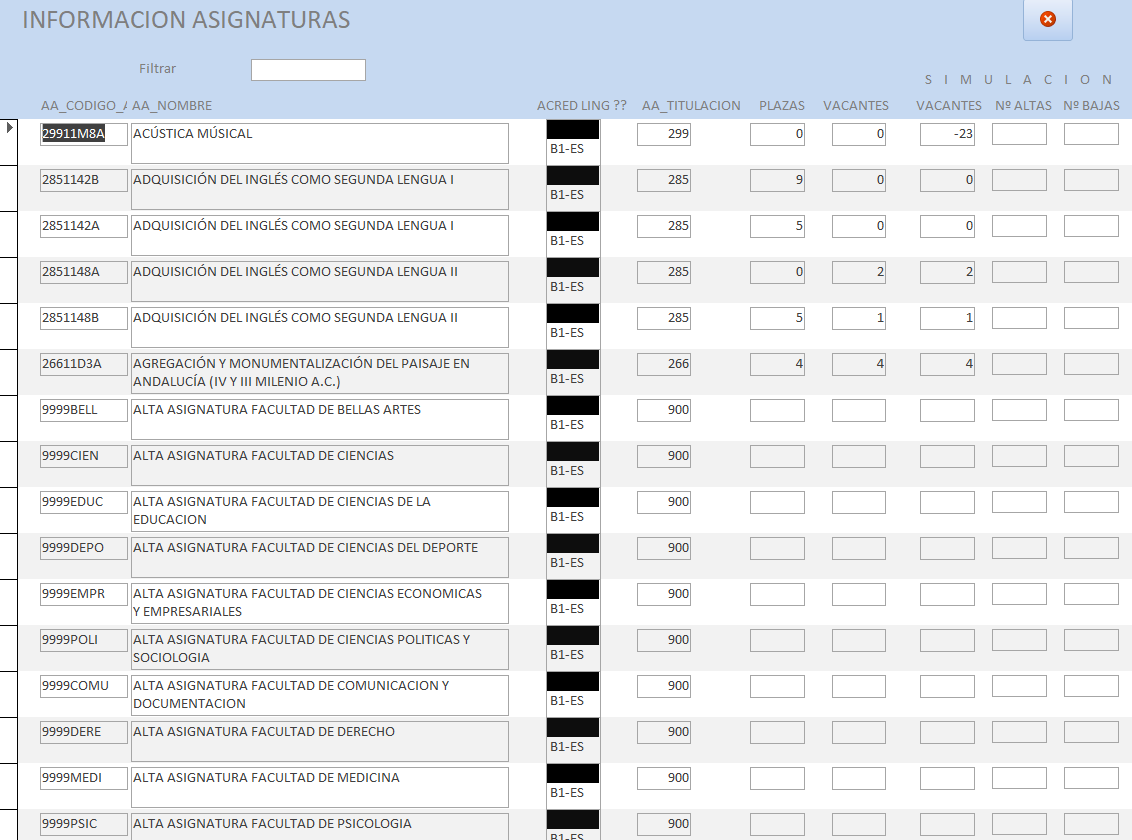 INFORMACION ASIGNATURAS
Filtrar
S I M U L A C I O N
AA_CODIGO_A AA_NOMBRE ACRED LING ?? AA_TITULACION PLAZAS VACANTES VACANTES Nº ALTAS Nº BAJAS
29911M8A ACÚSTICA MÚSICAL 299 0 0 -23
B1-ES
2851142B ADQUISICIÓN DEL INGLÉS COMO SEGUNDA LENGUA I 285 9 0 0
B1-ES
2851142A ADQUISICIÓN DEL INGLÉS COMO SEGUNDA LENGUA I 285 5 0 0
B1-ES
2851148A ADQUISICIÓN DEL INGLÉS COMO SEGUNDA LENGUA II 285 0 2 2
B1-ES
2851148B ADQUISICIÓN DEL INGLÉS COMO SEGUNDA LENGUA II 285 5 1 1
B1-ES
26611D3A AGREGACIÓN Y MONUMENTALIZACIÓN DEL PAISAJE EN 266 4 4 4
ANDALUCÍA (IV Y III MILENIO A.C.) B1-ES
9999BELL ALTA ASIGNATURA FACULTAD DE BELLAS ARTES 900
B1-ES
9999CIEN ALTA ASIGNATURA FACULTAD DE CIENCIAS 900
B1-ES
9999EDUC ALTA ASIGNATURA FACULTAD DE CIENCIAS DE LA 900
EDUCACION B1-ES
9999DEPO ALTA ASIGNATURA FACULTAD DE CIENCIAS DEL DEPORTE 900
B1-ES
9999EMPR ALTA ASIGNATURA FACULTAD DE CIENCIAS ECONOMICAS 900
Y EMPRESARIALES B1-ES
9999POLI ALTA ASIGNATURA FACULTAD DE CIENCIAS POLITICAS Y 900
SOCIOLOGIA B1-ES
9999COMU ALTA ASIGNATURA FACULTAD DE COMUNICACION Y 900
DOCUMENTACION B1-ES
9999DERE ALTA ASIGNATURA FACULTAD DE DERECHO 900
B1-ES
9999MEDI ALTA ASIGNATURA FACULTAD DE MEDICINA 900
B1-ES
9999PSIC ALTA ASIGNATURA FACULTAD DE PSICOLOGIA 900
B1-ES